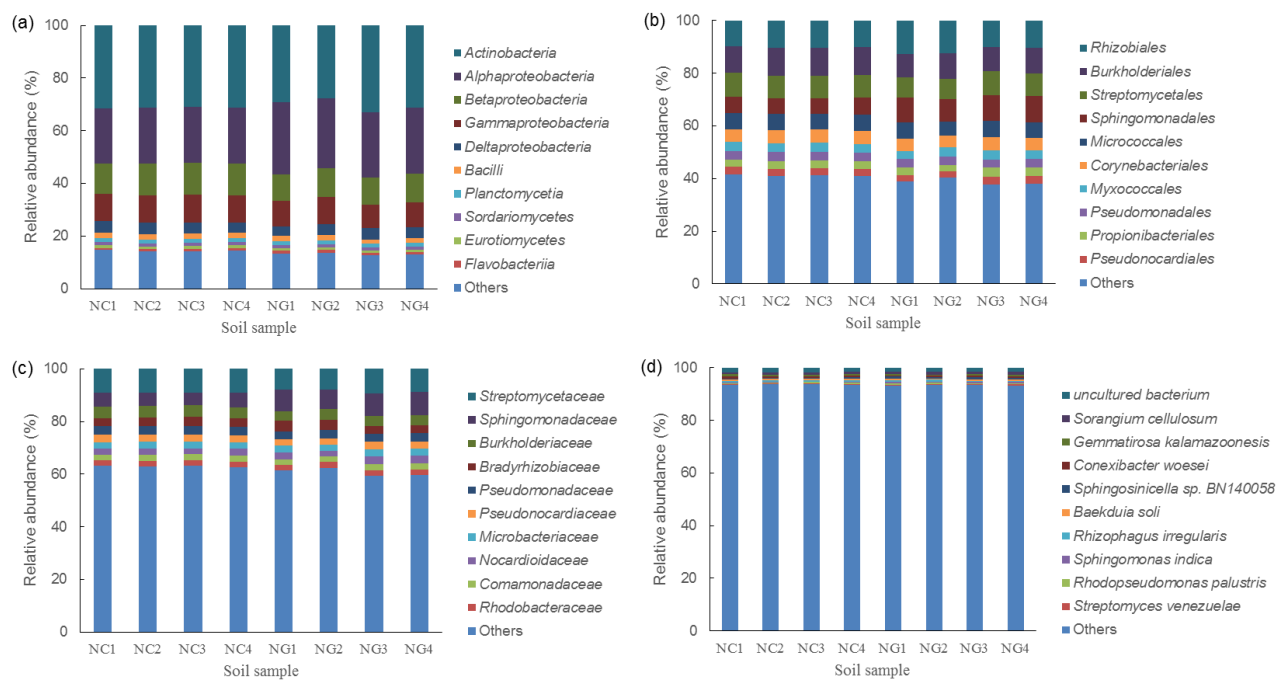 (a)
Relative abundance (%)
100
80
60
40
20
0
NC1 NC2 NC3 NC4 NG1 NG2 NG3 NG4
Soil sample
Actinobacteria
Alphaproteobacteria
Betaproteobacteria
Gammaproteobacteria
Deltaproteobacteria
Bacilli
Planctomycetia
Sordariomycetes
Eurotiomycetes
Flavobacteriia
Others
(b)
Relative abundance (%)
100
80
60
40
20
0
NC1 NC2 NC3 NC4 NG1 NG2 NG3 NG4
Soil sample
Rhizobiales
Burkholderiales
Streptomycetales
Sphingomonadales
Micrococcales
Corynebacteriales
Myxococcales
Pseudomonadales
Propionibacteriales
Pseudonocardiales
Others
(c)
Relative abundance (%)
100
80
60
40
20
0
NC1 NC2 NC3 NC4 NG1 NG2 NG3 NG4
Soil sample
Streptomycetaceae
Sphingomonadaceae
Burkholderiaceae
Bradyrhizobiaceae
Pseudomonadaceae
Pseudonocardiaceae
Microbacteriaceae
Nocardioidaceae
Comamonadaceae
Rhodobacteraceae
Others
(d)
Relative abundance (%)
100
80
60
40
20
0
NC1 NC2 NC3 NC4 NG1 NG2 NG3 NG4
Soil sample
uncultured bacterium
Sorangium cellulosum
Gemmatirosa kalamazoonesis
Conexibacter woesei
Sphingosinicella sp. BN140058
Baekduia soli
Rhizophagus irregularis
Sphingomonas indica
Rhodopseudomonas palustris
Streptomyces venezuelae
Others